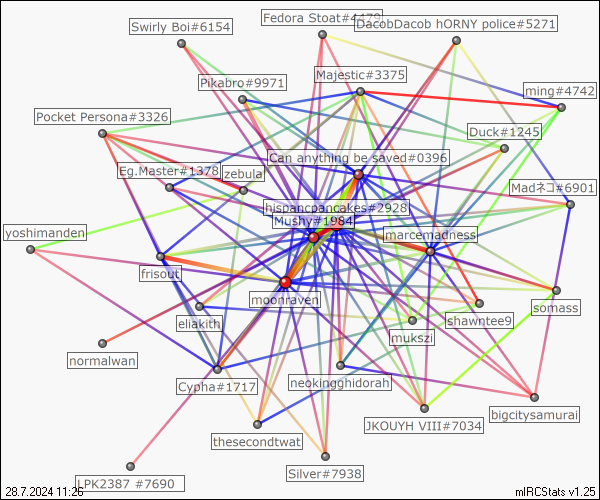 Fedora Stoat#4479
Swirly Boi#6154
DacobDacob hORNY police#5271
Majestic#3375
Pikabro#9971
ming#4742
Pocket Persona#3326
Duck#1245
Can anything be saved#0396
Eg.Master#1378
zebula
Madネコ#6901
hispancpancakes#2928
Mushy#1984
yoshimanden
marcemadness
frisout
moonraven
somass
eliakith
shawntee9
mukszi
normalwan
Cypha#1717
neokingghidorah
bigcitysamurai
JKOUYH VIII#7034
thesecondtwat
Silver#7938
LPK2387 #7690
28.7.2024 11:26
mIRCStats v1.25